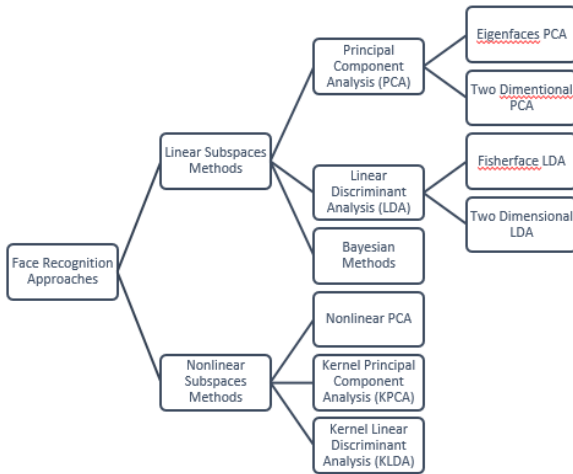 Eigenfaces PCA
Principal
Component
Analysis (PCA)
Two Dimentional
PCA
Linear Subspaces
Methods
Fisherface LDA
Linear
Discriminant
Analysis (LDA)
Two Dimensional
LDA
Bayesian
Methods
Face Recognition
Approaches
Nonlinear PCA
Nonlinear
Subspaces
Methods
Kernel Principal
Component
Analysis (KPCA)
Kernel Linear
Discriminant
Analysis (KLDA)